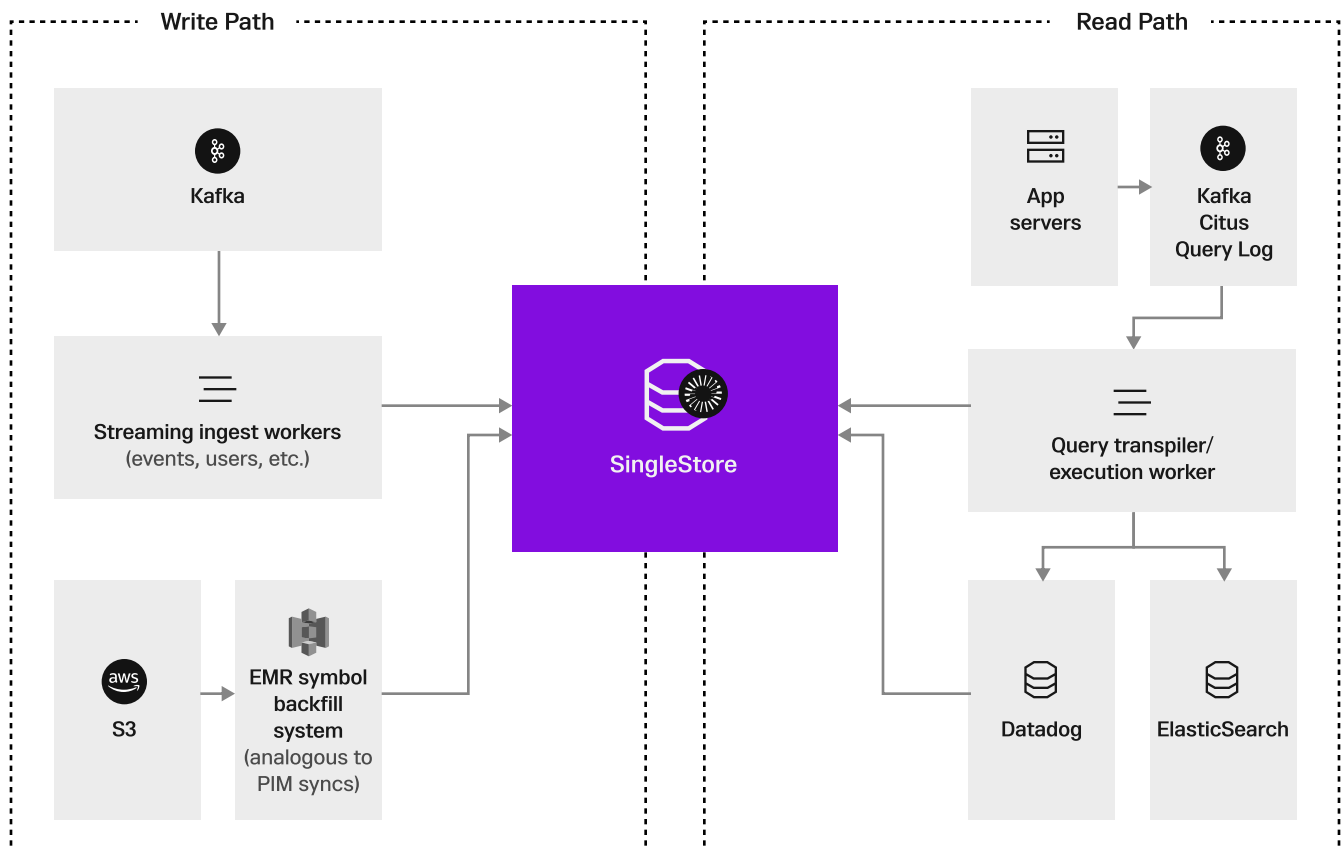 Write Path
Read Path
Kafka
App
servers
Kafka
Citus
Query Log
Streaming ingest workers
(events, users, etc.)
SingleStore
Query transpiler/
execution worker
aws
S3
EMR symbol
backfill
system
(analogous to
PIM syncs)
Datadog
ElasticSearch